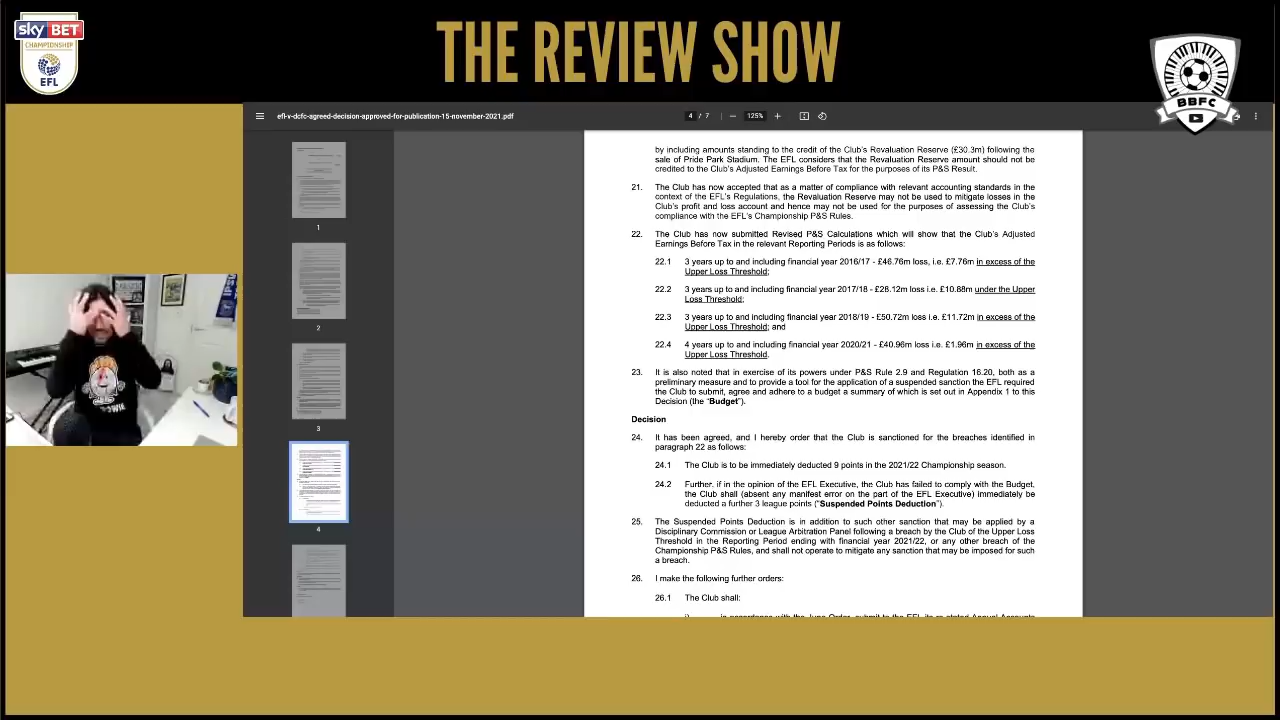 sky BET
CHAMPIONSHIP
EFL
THE REVIEW SHOW
BBFC
efl-v-dcfc-agreed-decision-approved-for-publication-15-november-2021.pdf
4 / 7
125%
1
2
3
4
by including amounts standing to the credit of the Club's Revaluation Reserve (£30.3m) following the
sale of Pride Park Stadium. The EFL considers that the Revaluation Reserve amount should not be
credited to the Club's Adjusted Earnings Before Tax for the purposes of its P&S Result.
21. The Club has now accepted that as a matter of compliance with relevant accounting standards in the
context of the EFL's Regulations, the Revaluation Reserve may not be used to mitigate losses in the
Club's profit and loss account and hence may not be used for the purposes of assessing the Club's
compliance with the EFL's Championship P&S Rules.
22. The Club has now submitted Revised P&S Calculations which will show that the Club's Adjusted
Earnings Before Tax in the relevant Reporting Periods is as follows:
22.1 3 years up to and including financial year 2016/17 - £46.76m loss, i.e. £7.76m in excess of the
Upper Loss Threshold;
22.2 3 years up to and including financial year 2017/18 - £28.12m loss i.e. £10.88m under the Upper
Loss Threshold;
22.3 3 years up to and including financial year 2018/19 - £50.72m loss i.e. £11.72m in excess of the
Upper Loss Threshold; and
22.4 4 years up to and including financial year 2020/21 - £40.96m loss i.e. £1.96m in excess of the
Upper Loss Threshold.
23. It is also noted that in exercise of its powers under P&S Rule 2.9 and Regulation 16.20, both as a
preliminary measure and to provide a tool for the application of a suspended sanction the EFL required
the Club to submit, agree and adhere to a budget a summary of which is set out in Appendix 1 to this
Decision (the "Budget").
Decision
24. It has been agreed, and I hereby order that the Club is sanctioned for the breaches identified in
paragraph 22 as follows:
24.1 The Club is to be immediately deducted 9 points in the 2021/22 Championship season.
24.2 Further, if in the opinion of the EFL Executive, the Club has failed to comply with the Budget,
the Club shall (absent any manifest error on the part of the EFL Executive) immediately be
deducted a further 3 league points ("Suspended Points Deduction").
25. The Suspended Points Deduction is in addition to such other sanction that may be applied by a
Disciplinary Commission or League Arbitration Panel following a breach by the Club of the Upper Loss
Threshold in the Reporting Period ending with financial year 2021/22, or any other breach of the
Championship P&S Rules, and shall not operate to mitigate any sanction that may be imposed for such
a breach.
26. I make the following further orders:
26.1 The Club shall:
in accordance with the June Order, submit to the EFL its re-stated Annual Accounts